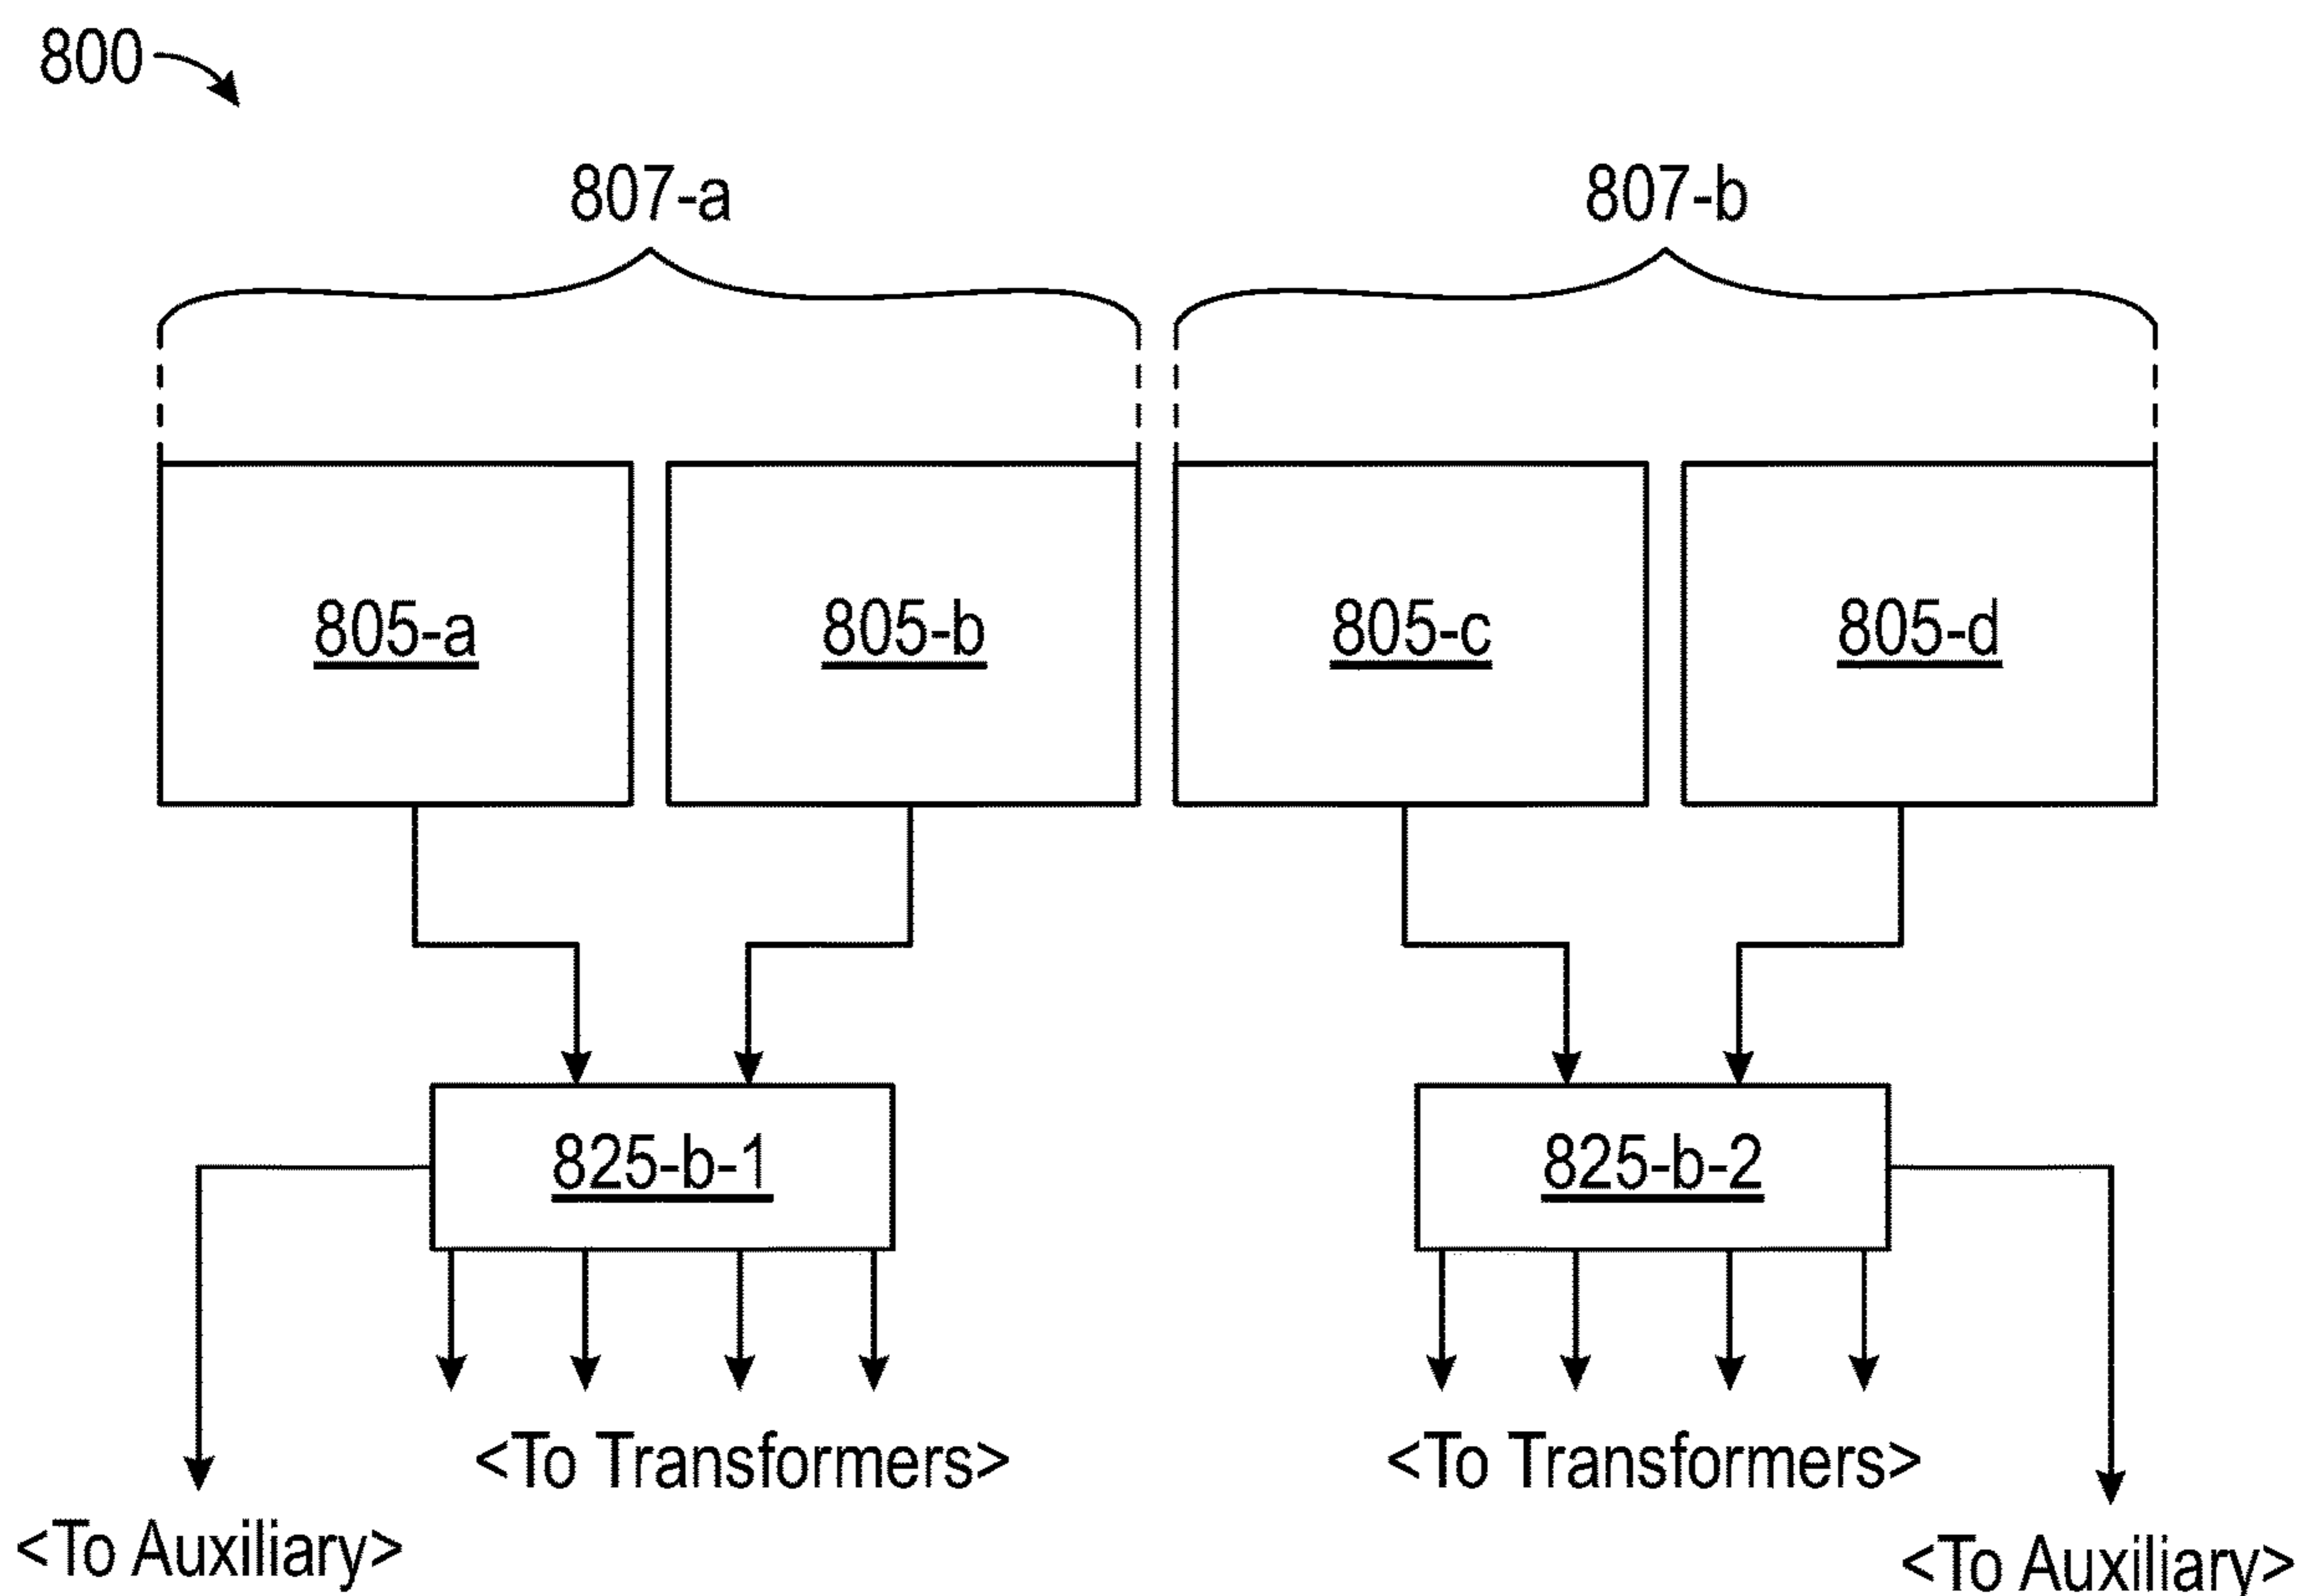 800
807-a
807-b
805-a
805-b
805-c
805-d
825-b-1
825-b-2
<To Transformers>
<To Transformers>
<To Auxiliary>
<To Auxiliary>